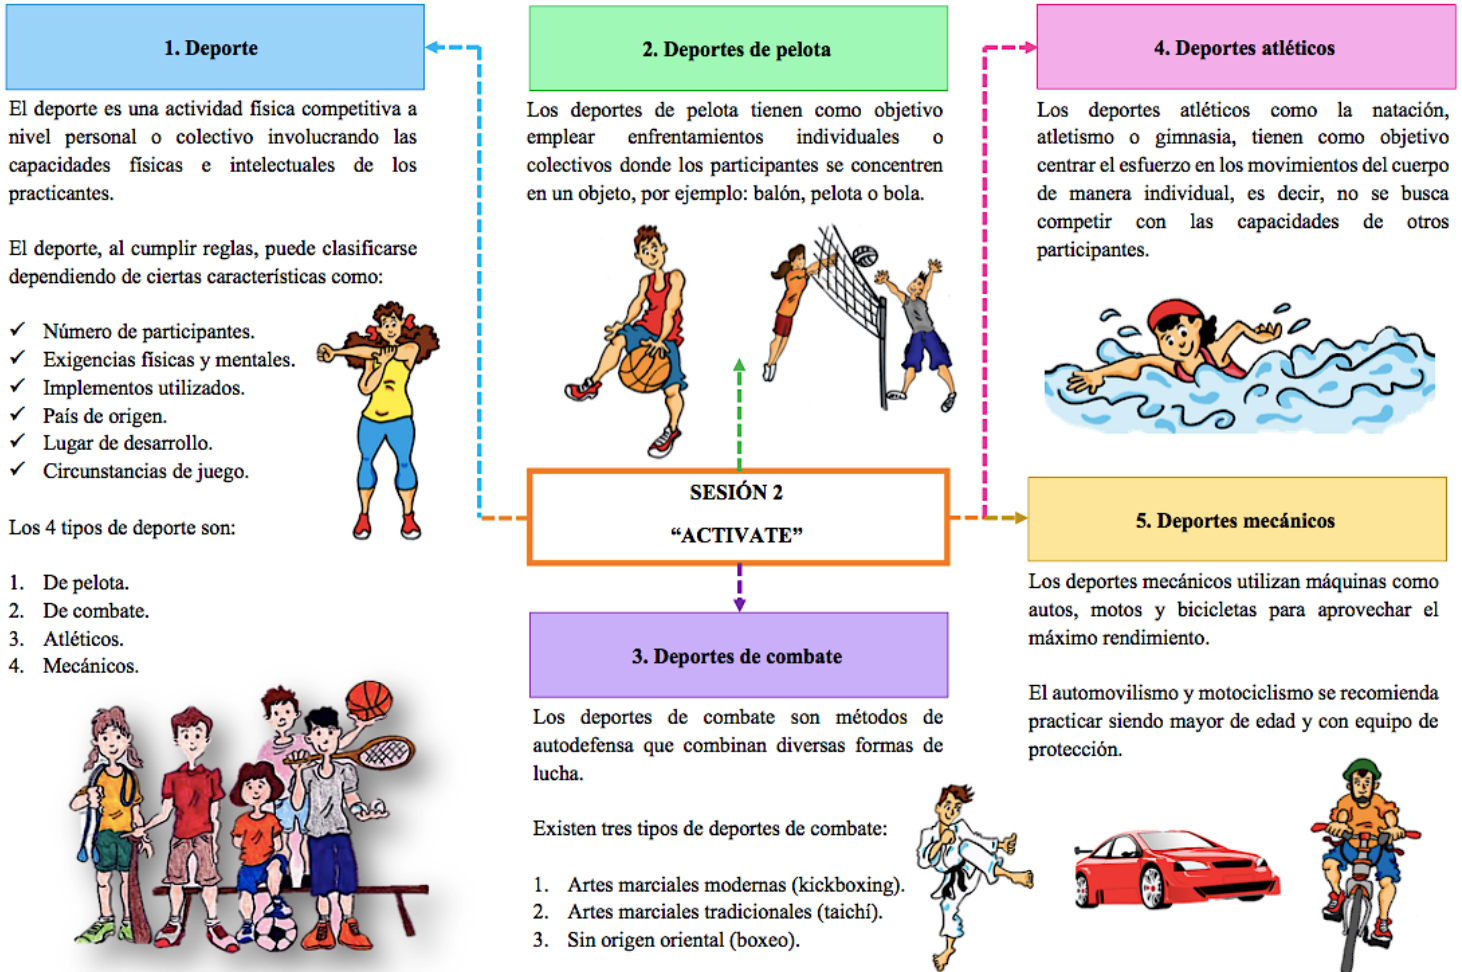 1. Deporte
El deporte es una actividad física competitiva a
nivel personal o colectivo involucrando las
capacidades físicas e intelectuales de los
practicantes.
El deporte, al cumplir reglas, puede clasificarse
dependiendo de ciertas características como:
✓ Número de participantes.
✓ Exigencias físicas y mentales.
✓ Implementos utilizados.
✓ País de origen.
✓ Lugar de desarrollo.
✓ Circunstancias de juego.
Los 4 tipos de deporte son:
1. De pelota.
2. De combate.
3. Atléticos.
4. Mecánicos.
2. Deportes de pelota
Los deportes de pelota tienen como objetivo
emplear enfrentamientos individuales o
colectivos donde los participantes se concentren
en un objeto, por ejemplo: balón, pelota o bola.
SESIÓN 2
“ACTIVATE”
3. Deportes de combate
Los deportes de combate son métodos de
autodefensa que combinan diversas formas de
lucha.
Existen tres tipos de deportes de combate:
1. Artes marciales modernas (kickboxing).
2. Artes marciales tradicionales (taichí).
3. Sin origen oriental (boxeo).
4. Deportes atléticos
Los deportes atléticos como la natación,
atletismo o gimnasia, tienen como objetivo
centrar el esfuerzo en los movimientos del cuerpo
de manera individual, es decir, no se busca
competir con las capacidades de otros
participantes.
5. Deportes mecánicos
Los deportes mecánicos utilizan máquinas como
autos, motos y bicicletas para aprovechar el
máximo rendimiento.
El automovilismo y motociclismo se recomienda
practicar siendo mayor de edad y con equipo de
protección.